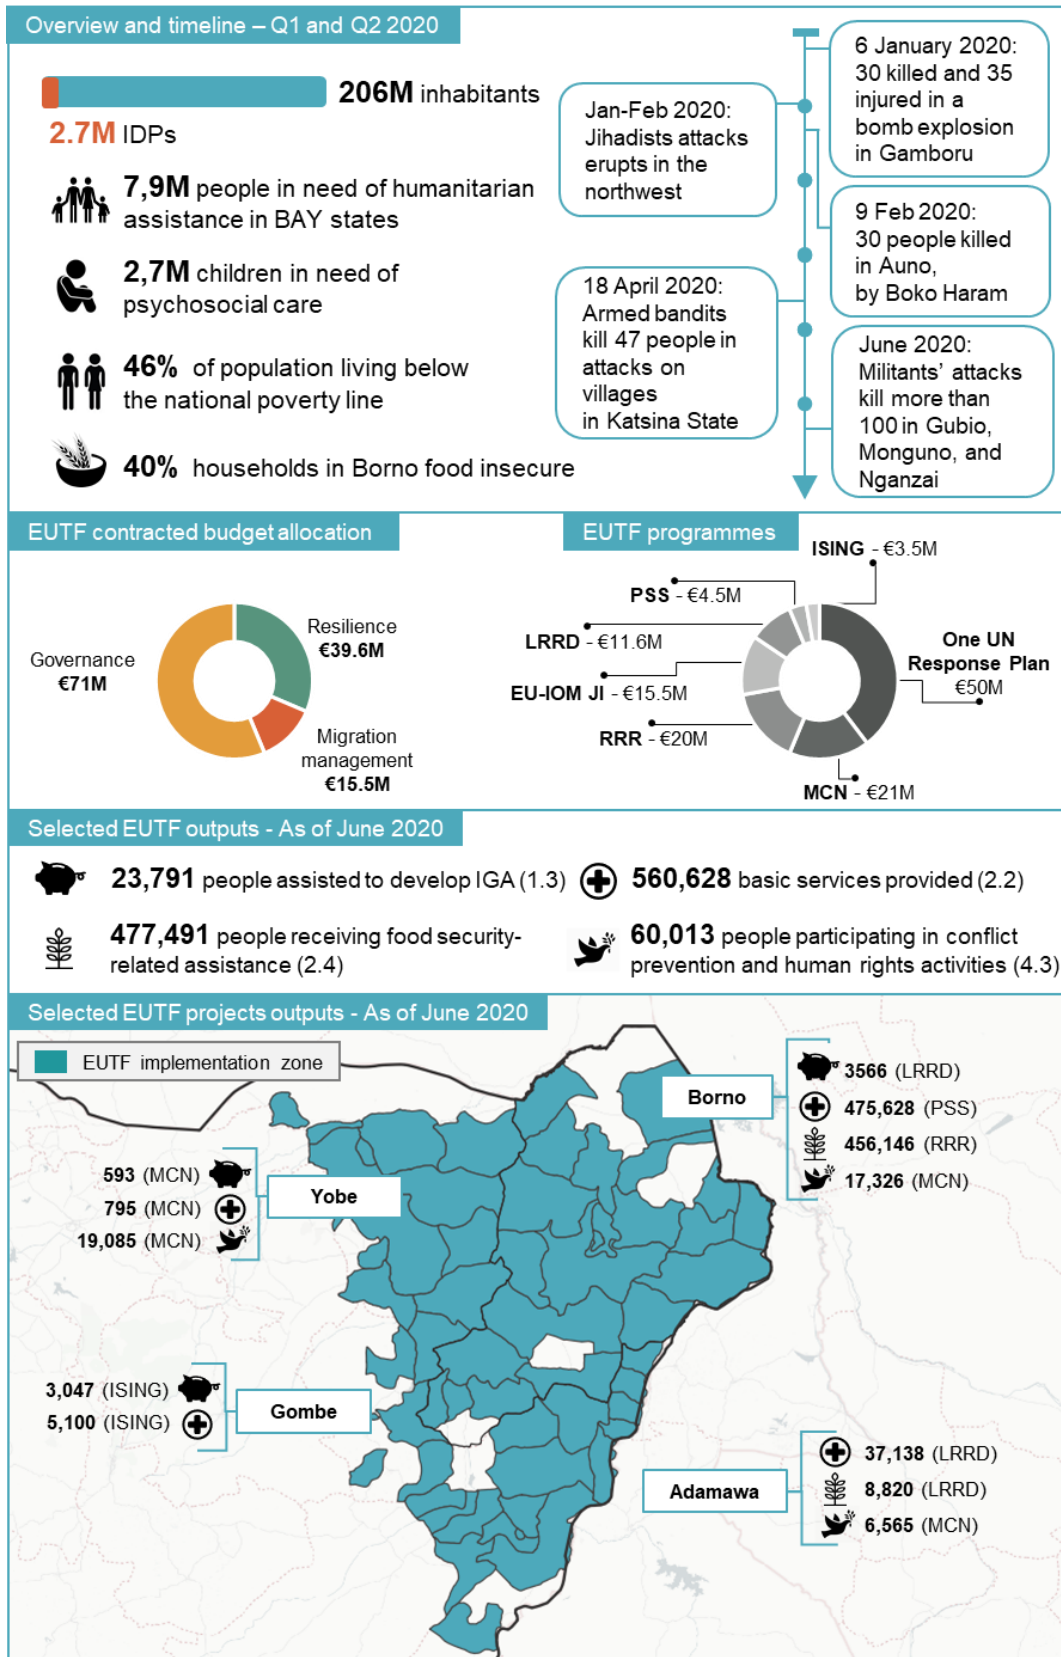 Overview and timeline – Q1 and Q2 2020
206M inhabitants
2.7M IDPs
7,9M people in need of humanitarian
assistance in BAY states
2,7M children in need of
psychosocial care
46% of population living below
the national poverty line
40% households in Borno food insecure
6 January 2020:
30 killed and 35
injured in a
bomb explosion
in Gamboru
Jan-Feb 2020:
Jihadists attacks
erupts in the
northwest
9 Feb 2020:
30 people killed
in Auno,
by Boko Haram
18 April 2020:
Armed bandits
kill 47 people in
attacks on
villages
in Katsina State
June 2020:
Militants' attacks
kill more than
100 in Gubio,
Monguno, and
Nganzai
EUTF contracted budget allocation
Governance
€71M
Resilience
€39.6M
Migration
management
€15.5M
EUTF programmes
ISING - €3.5M
PSS - €4.5M
LRRD - €11.6M
EU-IOM JI - €15.5M
RRR - €20M
MCN - €21M
One UN
Response Plan
€50M
Selected EUTF outputs - As of June 2020
23,791 people assisted to develop IGA (1.3)
560,628 basic services provided (2.2)
477,491 people receiving food security-
related assistance (2.4)
60,013 people participating in conflict
prevention and human rights activities (4.3)
Selected EUTF projects outputs - As of June 2020
EUTF implementation zone
Borno
3566 (LRRD)
475,628 (PSS)
456,146 (RRR)
17,326 (MCN)
593 (MCN)
795 (MCN)
19,085 (MCN)
Yobe
3,047 (ISING)
5,100 (ISING)
Gombe
Adamawa
37,138 (LRRD)
8,820 (LRRD)
6,565 (MCN)